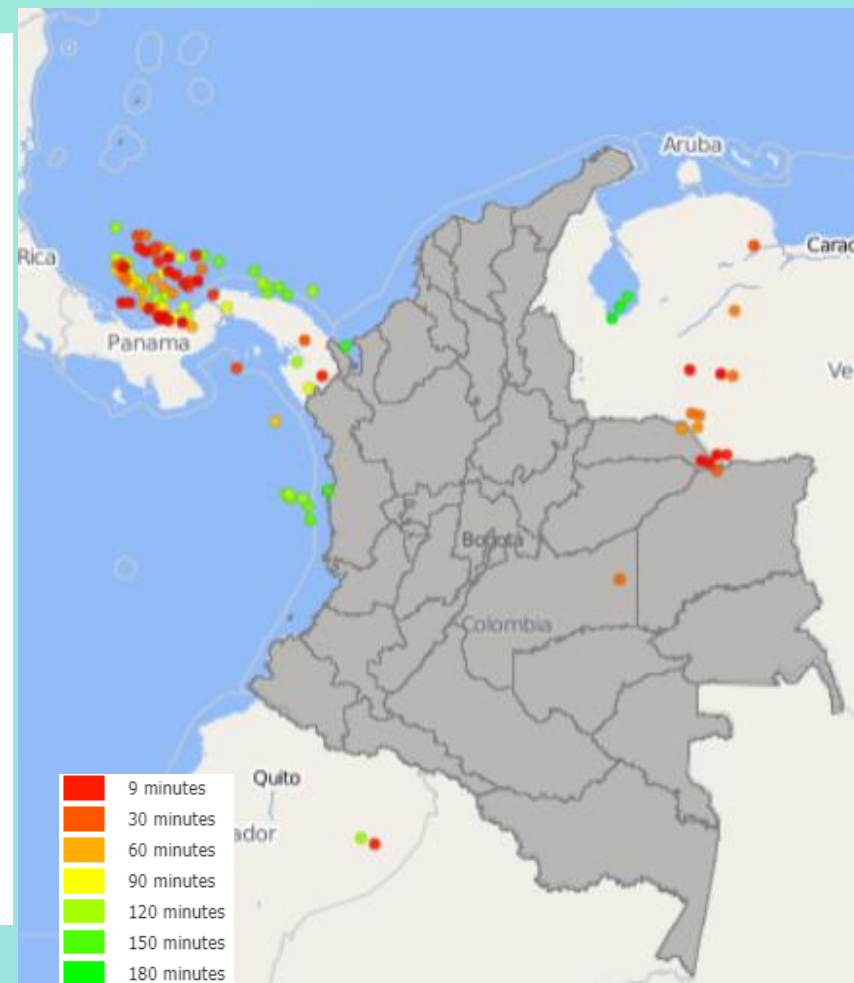 Aruba
Carac
Rica
Panama
Ve
Bogotá
Colombia
Quito
ador
9 minutes
30 minutes
60 minutes
90 minutes
120 minutes
150 minutes
180 minutes